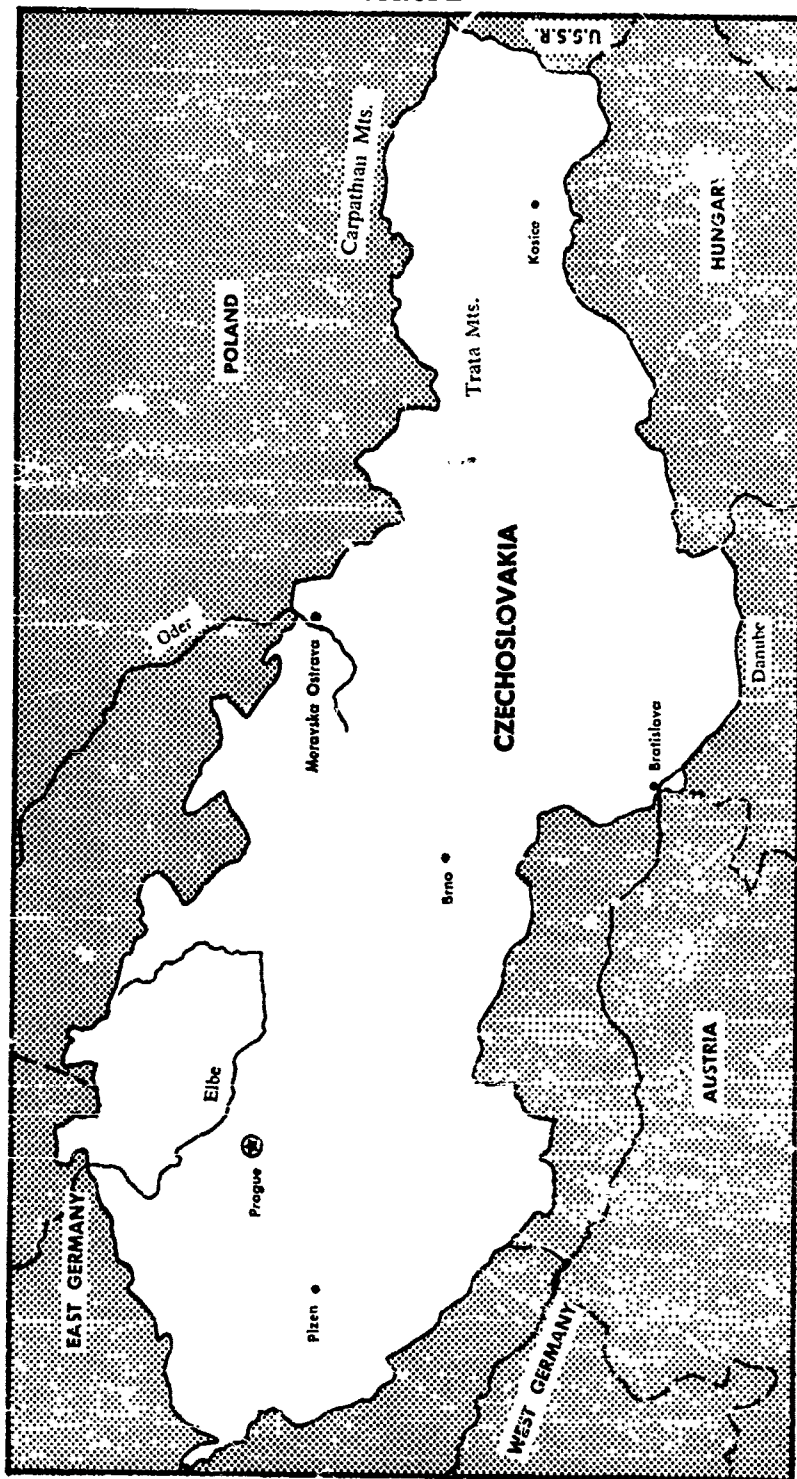 EAST GERMANY
POLAND
Oder
Carpathian Mts.
U.S.S.R.
Elbe
Prague
Plzen
Moravska Ostrava
Trata Mts.
Kosice
CZECHOSLOVAKIA
Brno
Bratislava
Danube
WEST GERMANY
AUSTRIA
HUNGARY